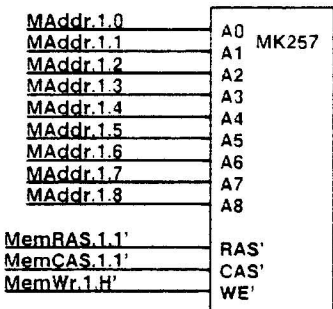 MAddr.1.0 A0 MK257
MAddr.1.1 A1
MAddr.1.2 A2
MAddr.1.3 A3
MAddr.1.4 A4
MAddr.1.5 A5
MAddr.1.6 A6
MAddr.1.7 A7
MAddr.1.8 A8
MemRAS.1.1' RAS'
MemCAS.1.1' CAS'
MemWr.1.H' WE'